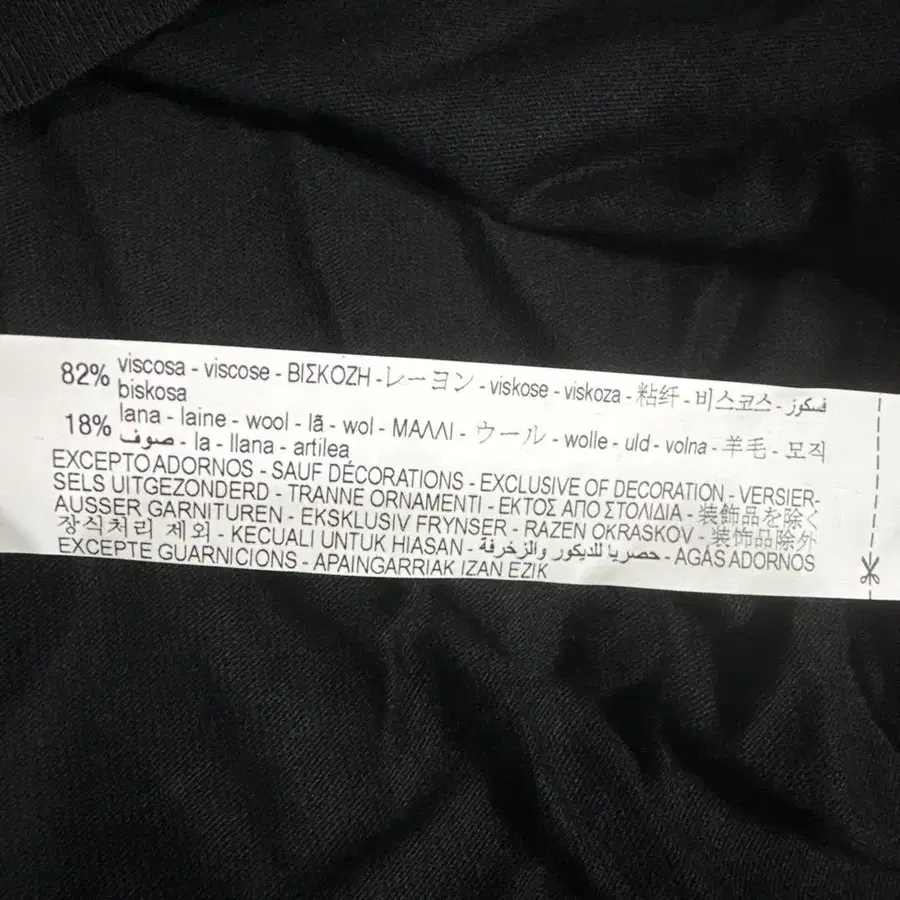 82% viscosa - viscose - ΒΙΣΚΟΖΗ - レーヨン - viskose - viskoza - 粘纤 - 비스코스 - فسكوز
biskosa
18% lana - laine - wool - lã - wol - ΜΑΛΛΙ - ウール - wolle - uld - volna - 羊毛 - 모직
صوف - la - llana - artilea
EXCEPTO ADORNOS - SAUF DÉCORATIONS - EXCLUSIVE OF DECORATION - VERSIER-
SELS UITGEZONDERD - TRANNE ORNAMENTI - ΕΚΤΟΣ ΑΠΟ ΣΤΟΛΙΔΙΑ - 装飾品を除く
AUSSER GARNITUREN - EKSKLUSIV FRYNSER - RAZEN OKRASKOV - 装飾品除外
장식처리 제외 - KECUALI UNTUK HIASAN - حصريا للديكور والزخرفة - AGÁS ADORNOS
EXCEPTE GUARNICIONS - APAINGARRIAK IZAN EZIK